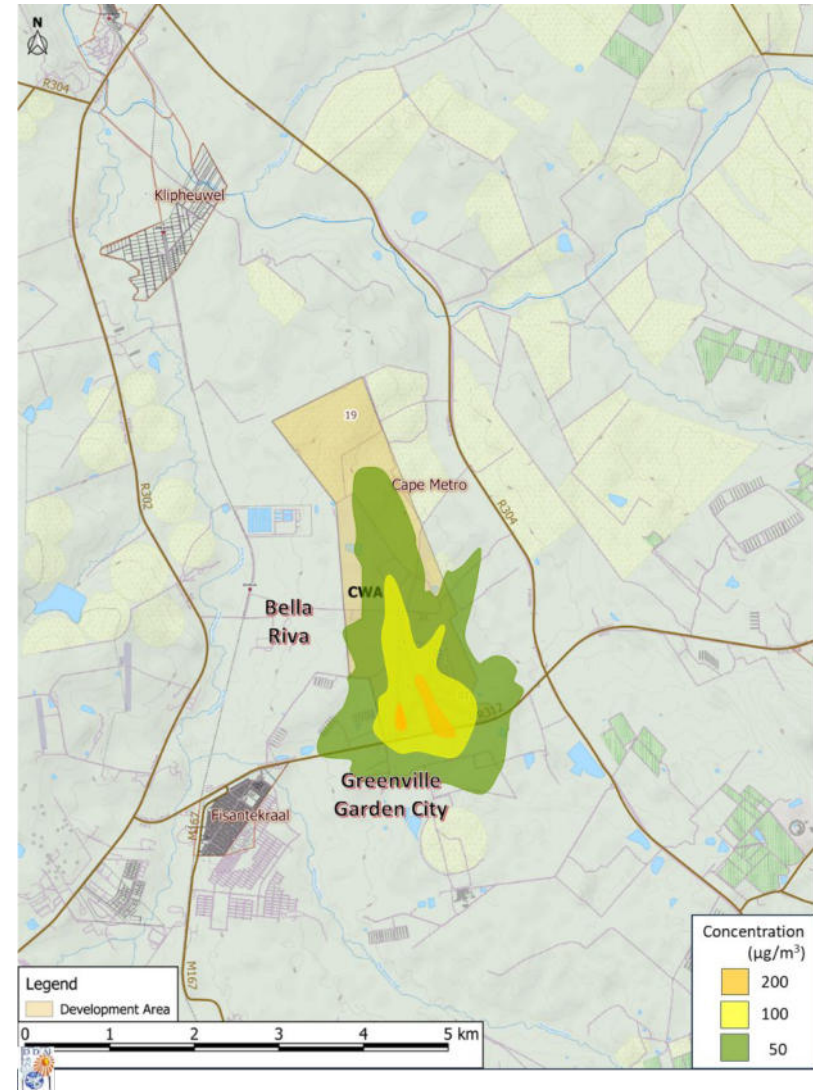 N
R304
Klipheuwel
19
Cape Metro
R302
R304
CWA
Bella
Riva
R312
Greenville
Garden City
Fisantekraal
M167
M167
Concentration
(µg/m³)
200
100
50
Legend
Development Area
0 1 2 3 4 5 km